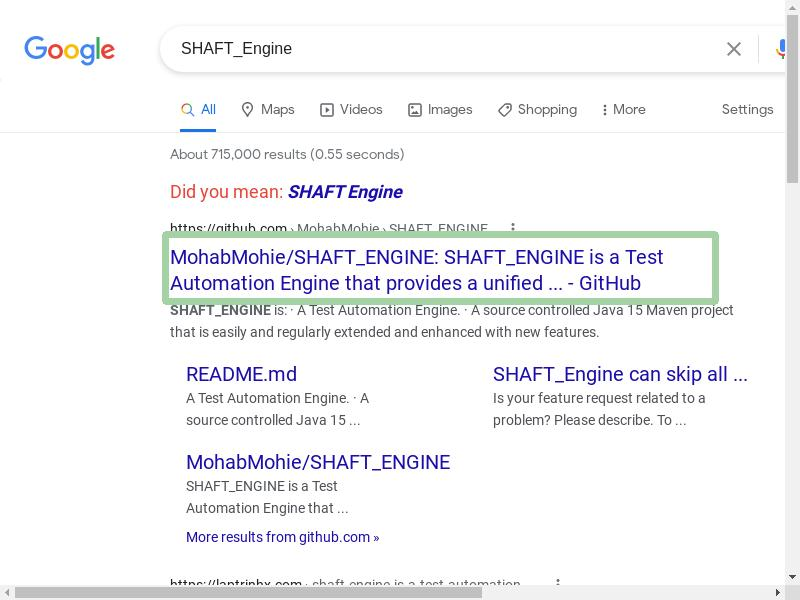 Google
SHAFT_Engine
All Maps Videos Images Shopping More Settings
About 715,000 results (0.55 seconds)
Did you mean: SHAFT Engine
https://github.com › MohabMohie › SHAFT_ENGINE
MohabMohie/SHAFT_ENGINE: SHAFT_ENGINE is a Test
Automation Engine that provides a unified ... - GitHub
SHAFT_ENGINE is: · A Test Automation Engine. · A source controlled Java 15 Maven project
that is easily and regularly extended and enhanced with new features.
README.md
A Test Automation Engine. · A
source controlled Java 15 ...
SHAFT_Engine can skip all ...
Is your feature request related to a
problem? Please describe. To ...
MohabMohie/SHAFT_ENGINE
SHAFT_ENGINE is a Test
Automation Engine that ...
More results from github.com »
https://laptrinhx.com › shaft-engine-is-a-test-automation